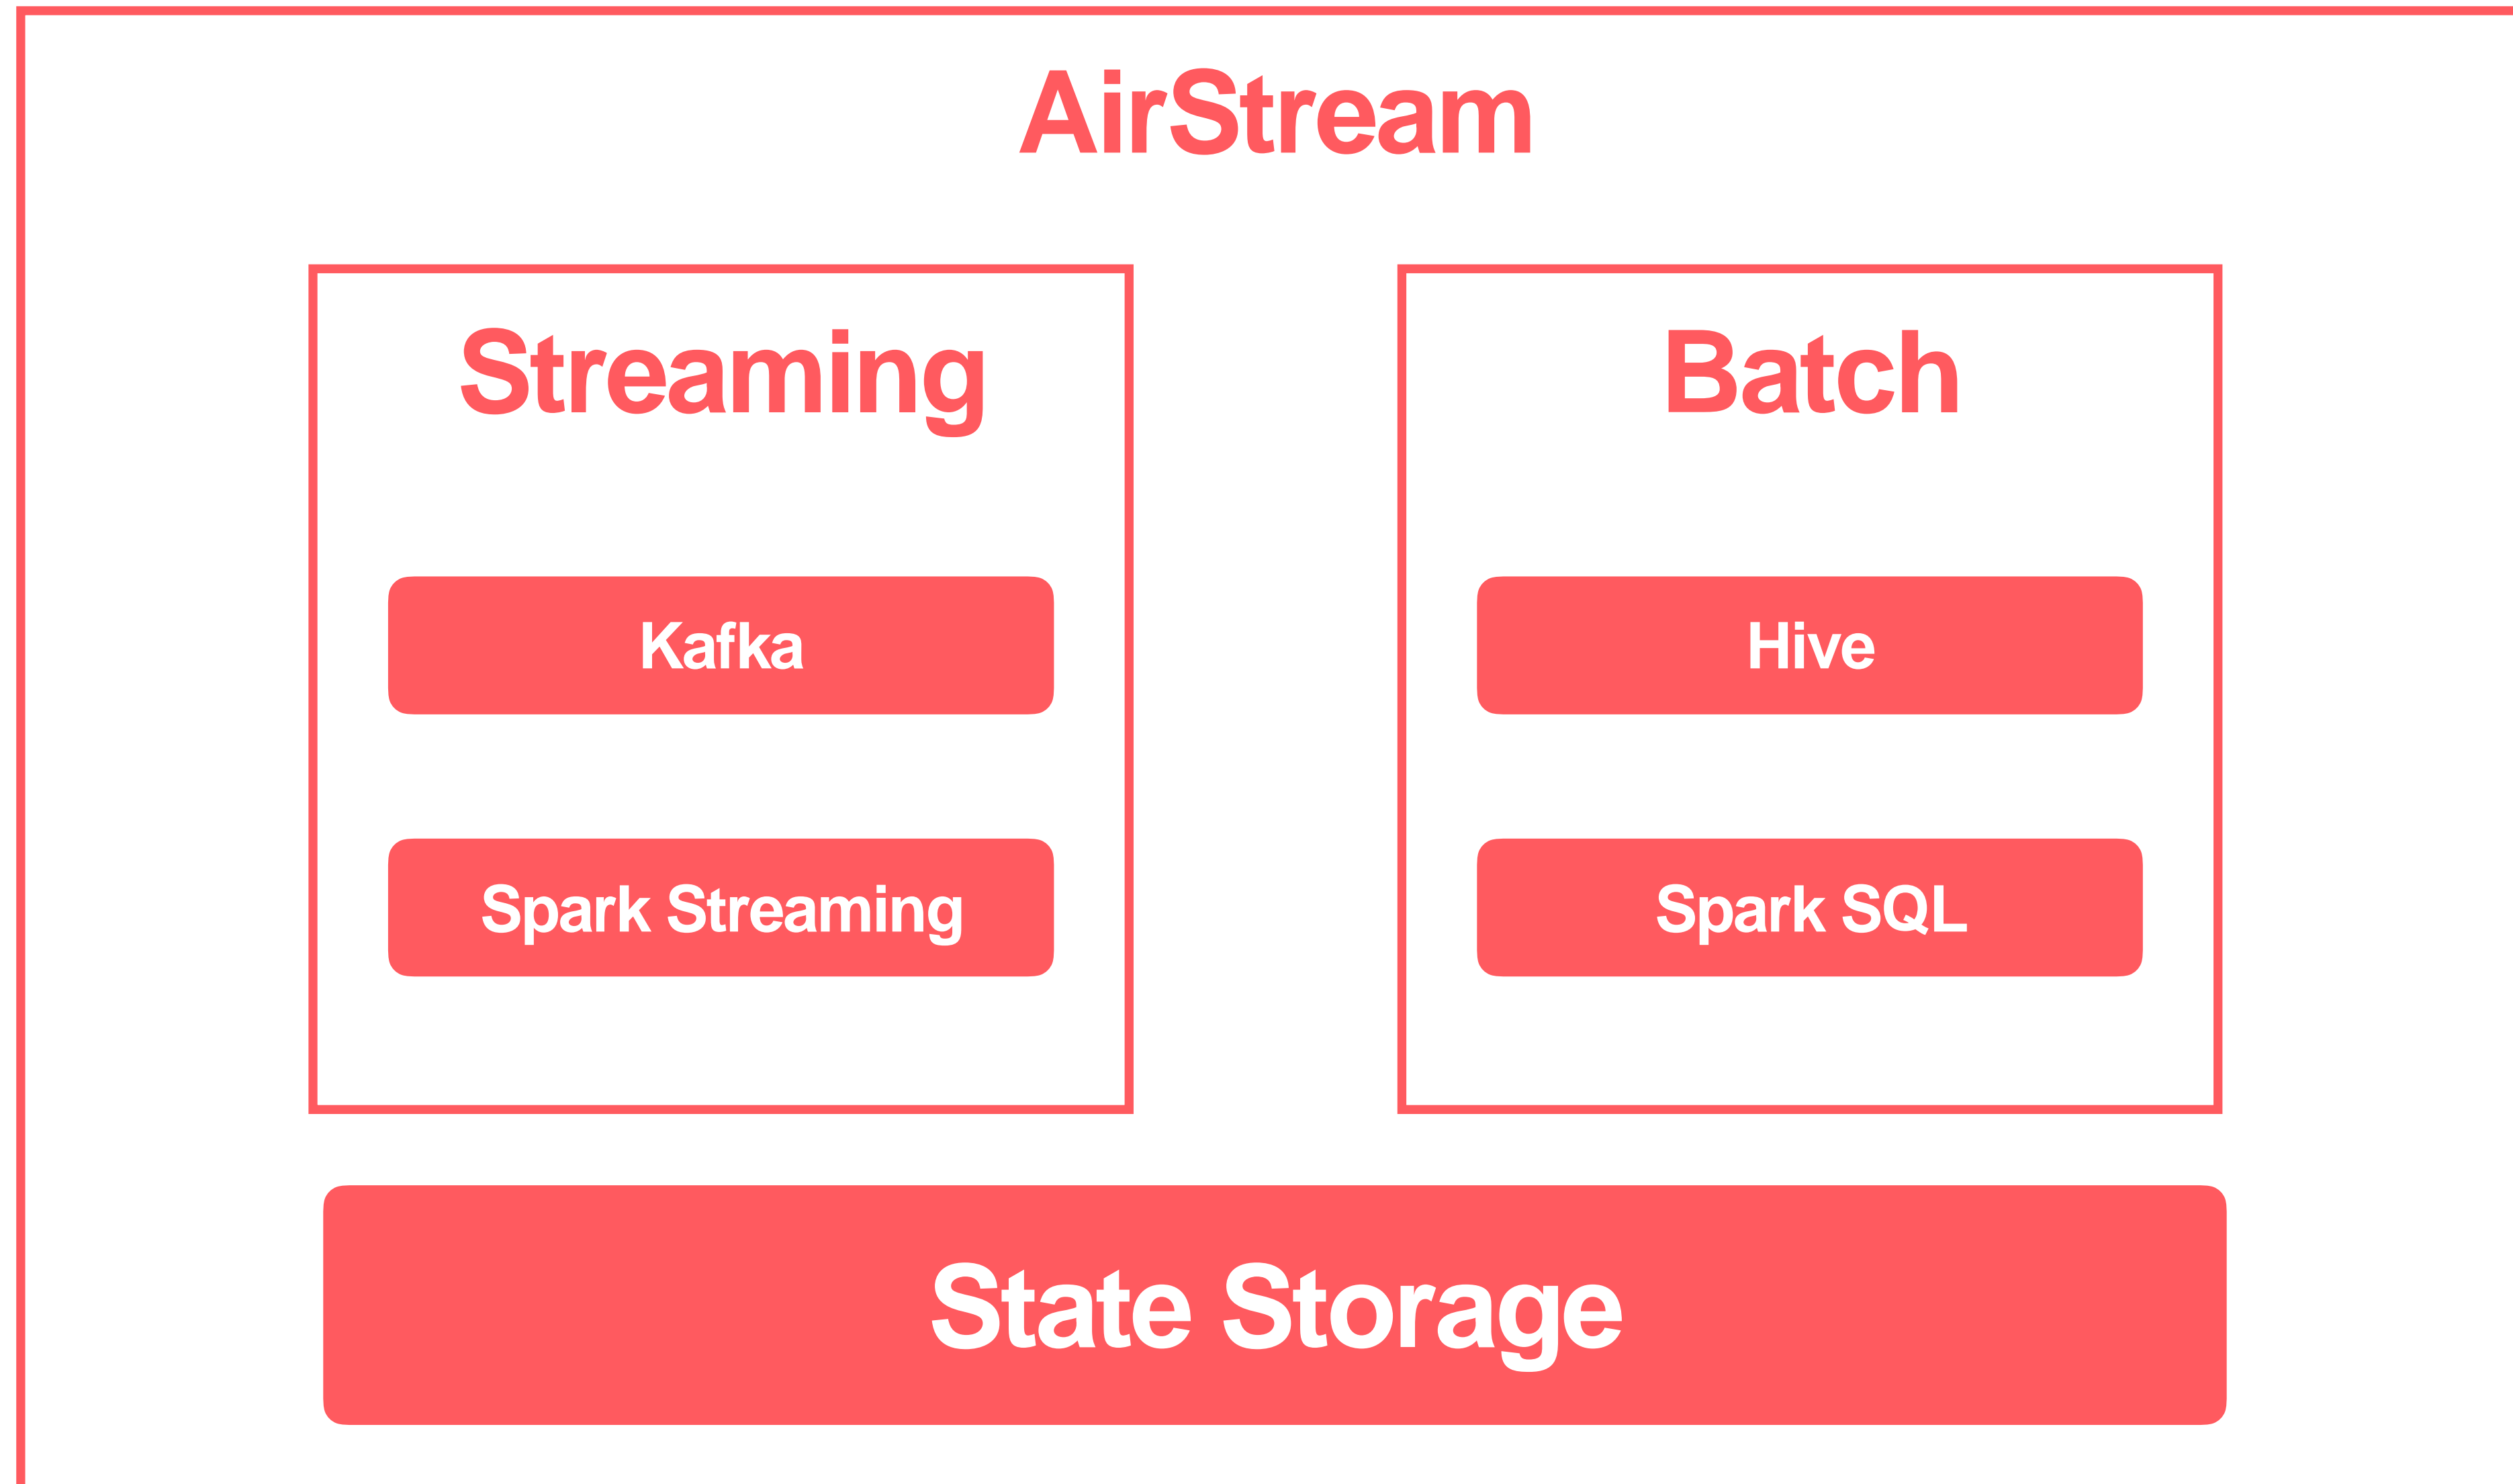 AirStream
Streaming
Kafka
Spark Streaming
Batch
Hive
Spark SQL
State Storage